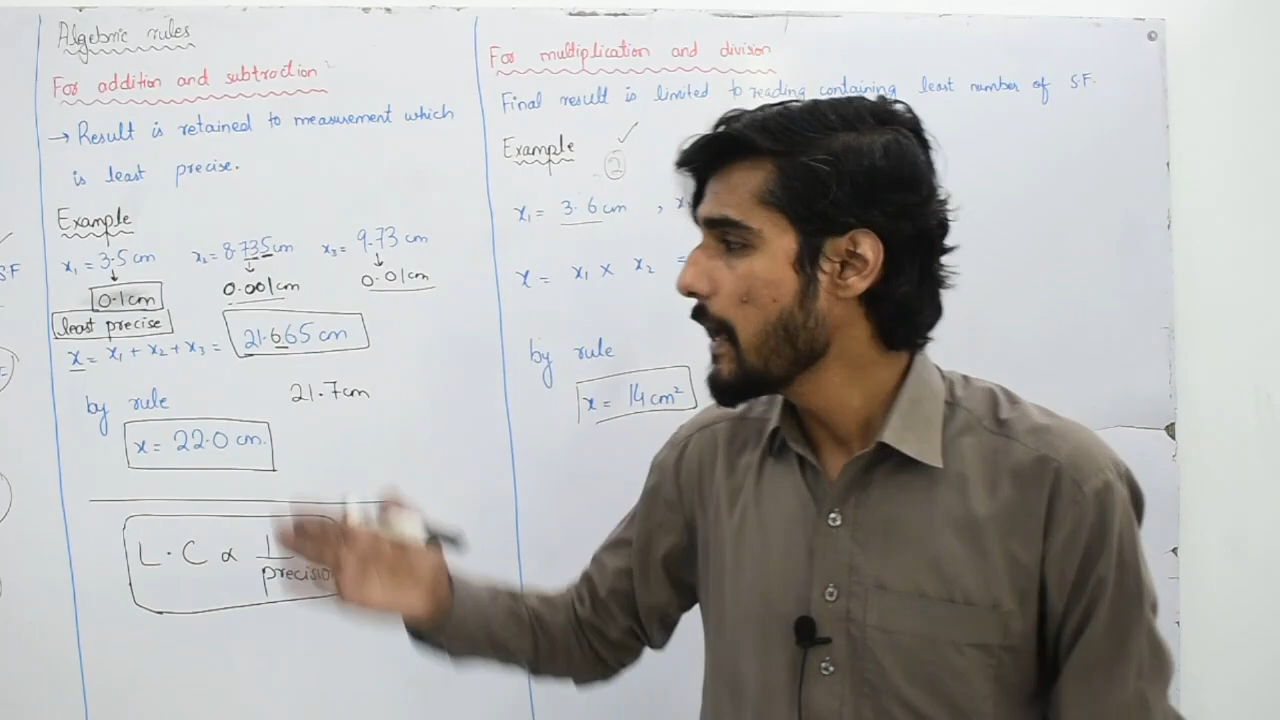 Algebric rules
For addition and subtraction
→ Result is retained to measurement which
is least precise.
Example
x₁ = 3.5 cm x₂ = 8.735 cm x₃ = 9.73 cm
0.1cm 0.001cm 0.01cm
least precise
x = x₁ + x₂ + x₃ = 21.665 cm
21.7cm
by rule
x = 22.0 cm.
L.C ∝ 1
precision
For multiplication and division
Final result is limited to reading containing least number of S.F.
Example
2
x₁ = 3.6 cm ,
x = x₁ × x₂ =
by rule
x = 14 cm²
SF